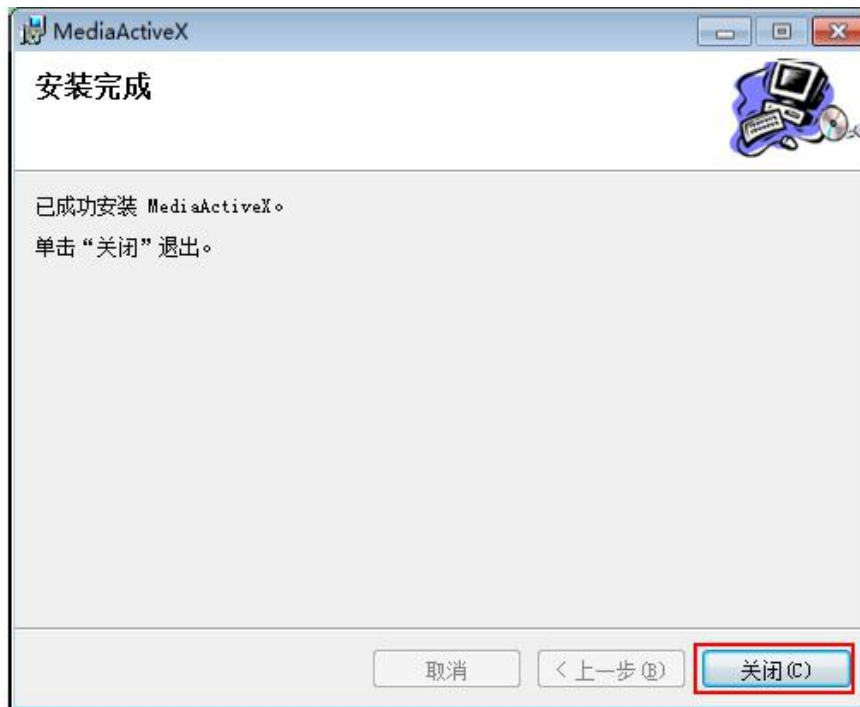 MediaActiveX
安装完成
已成功安装 MediaActiveX。
单击“关闭”退出。
取消
< 上一步(B)
关闭(C)